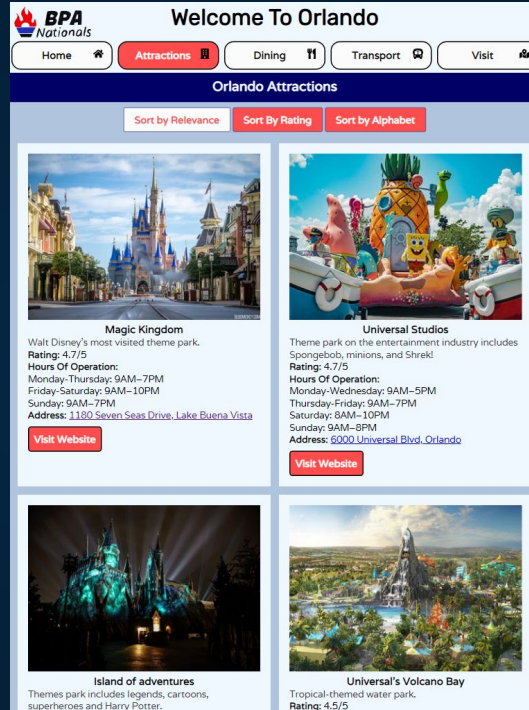 BPA
Nationals
Welcome To Orlando
Home
Attractions
Dining
Transport
Visit
Orlando Attractions
Sort by Relevance
Sort By Rating
Sort by Alphabet
Magic Kingdom
Walt Disney's most visited theme park.
Rating: 4.7/5
Hours Of Operation:
Monday-Thursday: 9AM–7PM
Friday-Saturday: 9AM–10PM
Sunday: 9AM–7PM
Address: 1180 Seven Seas Drive, Lake Buena Vista
Visit Website
Universal Studios
Theme park on the entertainment industry includes
Spongebob, minions, and Shrek!
Rating: 4.7/5
Hours Of Operation:
Monday-Wednesday: 9AM–5PM
Thursday-Friday: 9AM–7PM
Saturday: 8AM–10PM
Sunday: 9AM–8PM
Address: 6000 Universal Blvd, Orlando
Visit Website
Island of adventures
Themes park includes legends, cartoons,
superheroes and Harry Potter.
Universal's Volcano Bay
Tropical-themed water park.
Rating: 4.5/5